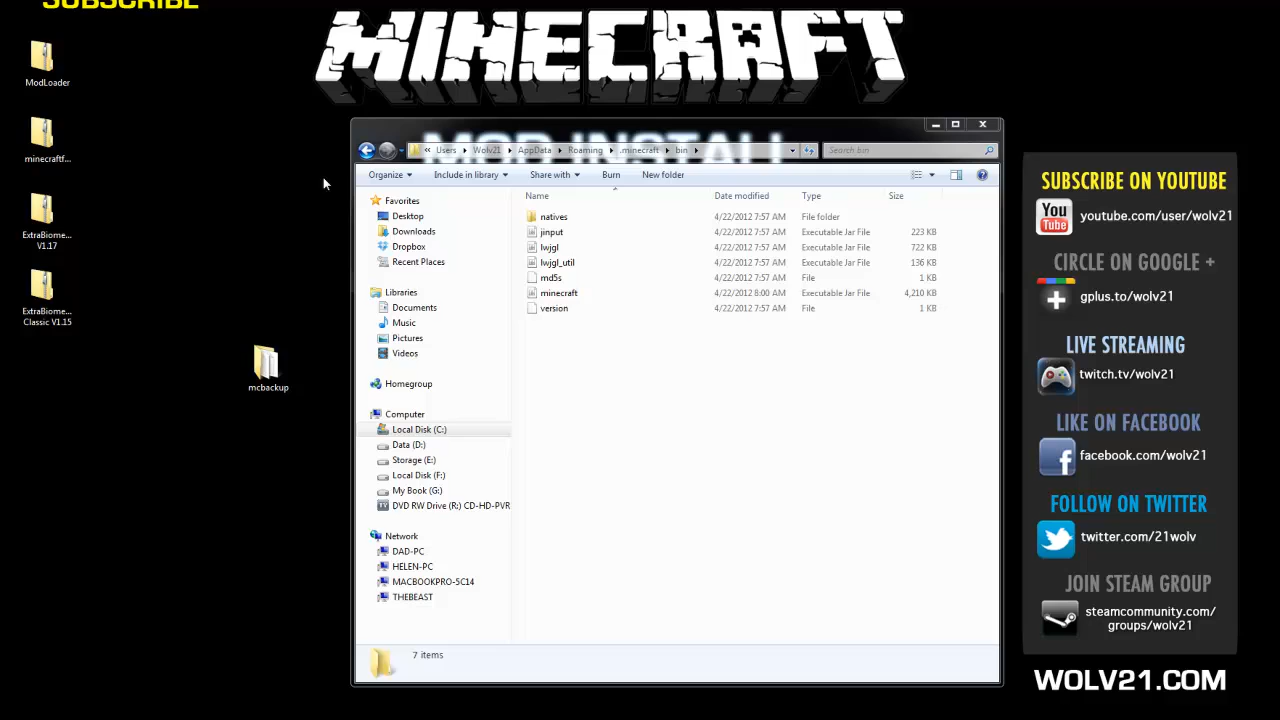 SUBSCRIBE
MINECRAFT
MOD INSTALL
ModLoader
minecraftf...
ExtraBiome...
V1.17
ExtraBiome...
Classic V1.15
mcbackup
« Users ▸ Wolv21 ▸ AppData ▸ Roaming ▸ .minecraft ▸ bin ▸
Search bin
Organize Include in library Share with Burn New folder
Favorites
Desktop
Downloads
Dropbox
Recent Places
Libraries
Documents
Music
Pictures
Videos
Homegroup
Computer
Local Disk (C:)
Data (D:)
Storage (E:)
Local Disk (F:)
My Book (G:)
DVD RW Drive (R:) CD-HD-PVR
Network
DAD-PC
HELEN-PC
MACBOOKPRO-5C14
THEBEAST
Name Date modified Type Size
natives 4/22/2012 7:57 AM File folder
jinput 4/22/2012 7:57 AM Executable Jar File 223 KB
lwjgl 4/22/2012 7:57 AM Executable Jar File 722 KB
lwjgl_util 4/22/2012 7:57 AM Executable Jar File 136 KB
md5s 4/22/2012 7:57 AM File 1 KB
minecraft 4/22/2012 8:00 AM Executable Jar File 4,210 KB
version 4/22/2012 7:57 AM File 1 KB
7 items
SUBSCRIBE ON YOUTUBE
You
Tube
youtube.com/user/wolv21
CIRCLE ON GOOGLE +
gplus.to/wolv21
LIVE STREAMING
twitch.tv/wolv21
LIKE ON FACEBOOK
facebook.com/wolv21
FOLLOW ON TWITTER
twitter.com/21wolv
JOIN STEAM GROUP
steamcommunity.com/
groups/wolv21
WOLV21.COM